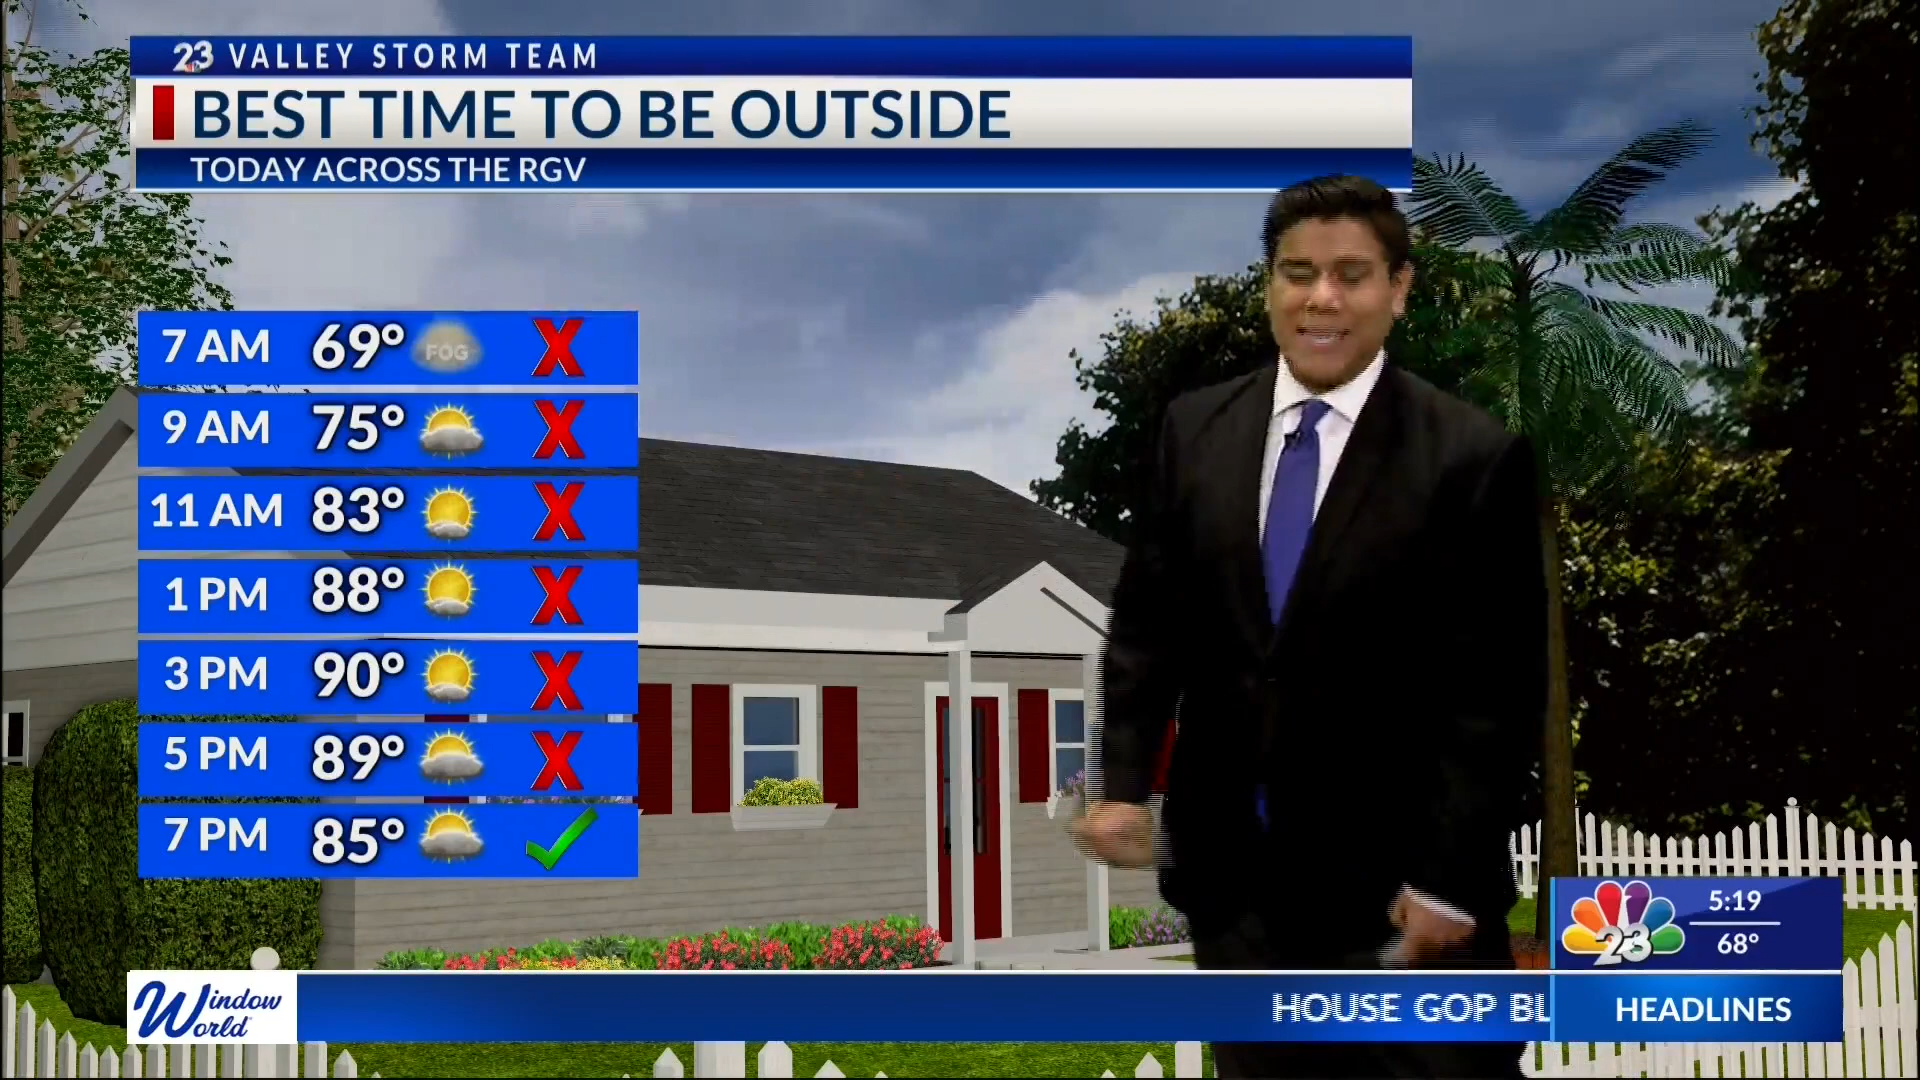 23 VALLEY STORM TEAM
BEST TIME TO BE OUTSIDE
TODAY ACROSS THE RGV
7 AM 69° FOG X
9 AM 75° X
11 AM 83° X
1 PM 88° X
3 PM 90° X
5 PM 89° X
7 PM 85°
23 5:19
68°
Window World
HOUSE GOP BL
HEADLINES